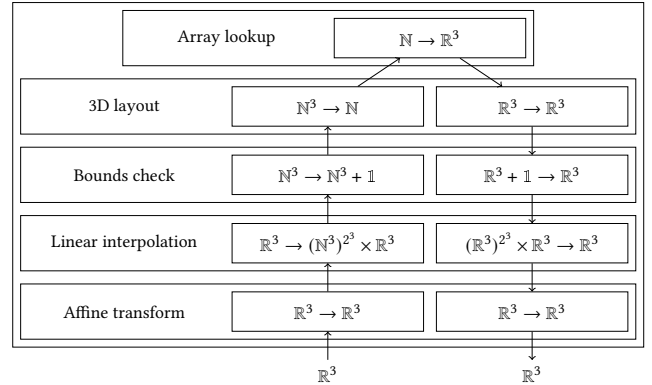 Array lookup ℕ → ℝ³
3D layout ℕ³ → ℕ ℝ³ → ℝ³
Bounds check ℕ³ → ℕ³ + 𝟙 ℝ³ + 𝟙 → ℝ³
Linear interpolation ℝ³ → (ℕ³)^2³ × ℝ³ (ℝ³)^2³ × ℝ³ → ℝ³
Affine transform ℝ³ → ℝ³ ℝ³ → ℝ³
ℝ³ ℝ³